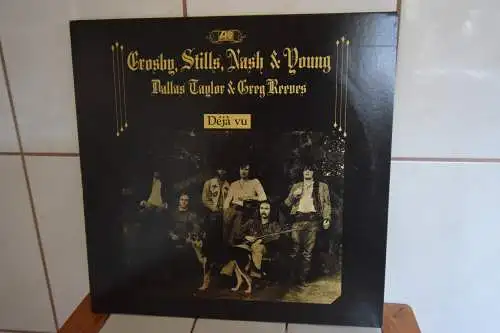 Crosby, Stills, Nash & Young
Dallas Taylor & Greg Reeves
Déjà vu